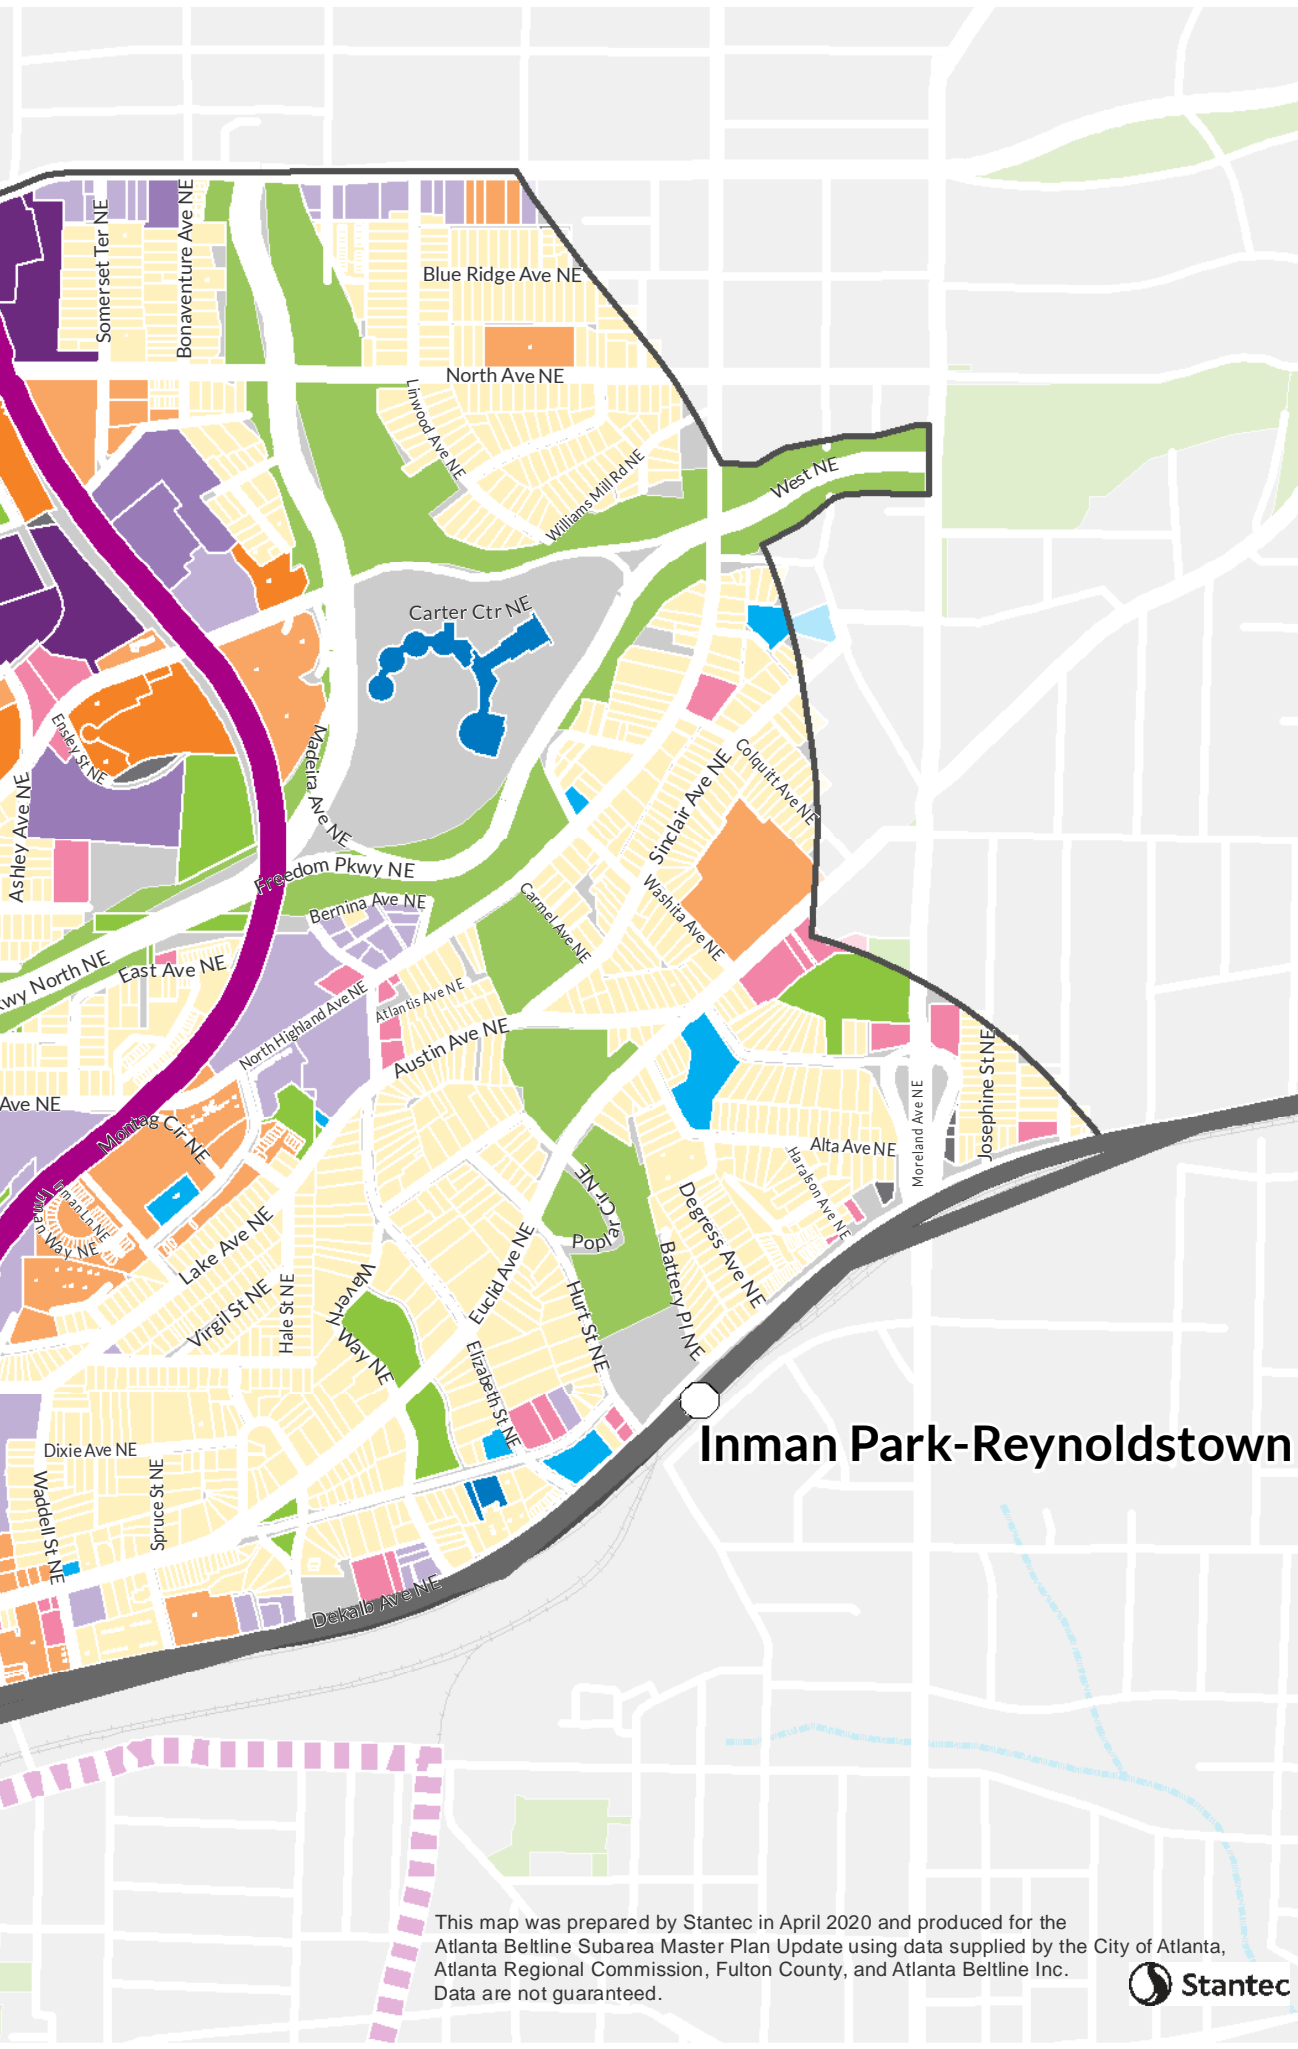 Somerset Ter NE
Bonaventure Ave NE
Blue Ridge Ave NE
North Ave NE
Linwood Ave NE
Williams Mill Rd NE
West NE
Carter Ctr NE
Ensley St NE
Madeira Ave NE
Ashley Ave NE
Sinclair Ave NE
Colquitt Ave NE
Freedom Pkwy NE
Bernina Ave NE
Carmel Ave NE
Washita Ave NE
kwy North NE
East Ave NE
North Highland Ave NE
Atlantis Ave NE
Austin Ave NE
Josephine St NE
Moreland Ave NE
Ave NE
Montag Cir NE
Alta Ave NE
Haralson Ave NE
Inman Ln NE
Inman Way NE
Poplar Cir NE
Degress Ave NE
Lake Ave NE
Euclid Ave NE
Battery Pl NE
Virgil St NE
Hale St NE
Waverly Way NE
Hurt St NE
Elizabeth St NE
Inman Park-Reynoldstown
Dixie Ave NE
Waddell St NE
Spruce St NE
Dekalb Ave NE
This map was prepared by Stantec in April 2020 and produced for the
Atlanta Beltline Subarea Master Plan Update using data supplied by the City of Atlanta,
Atlanta Regional Commission, Fulton County, and Atlanta Beltline Inc.
Data are not guaranteed.
Stantec